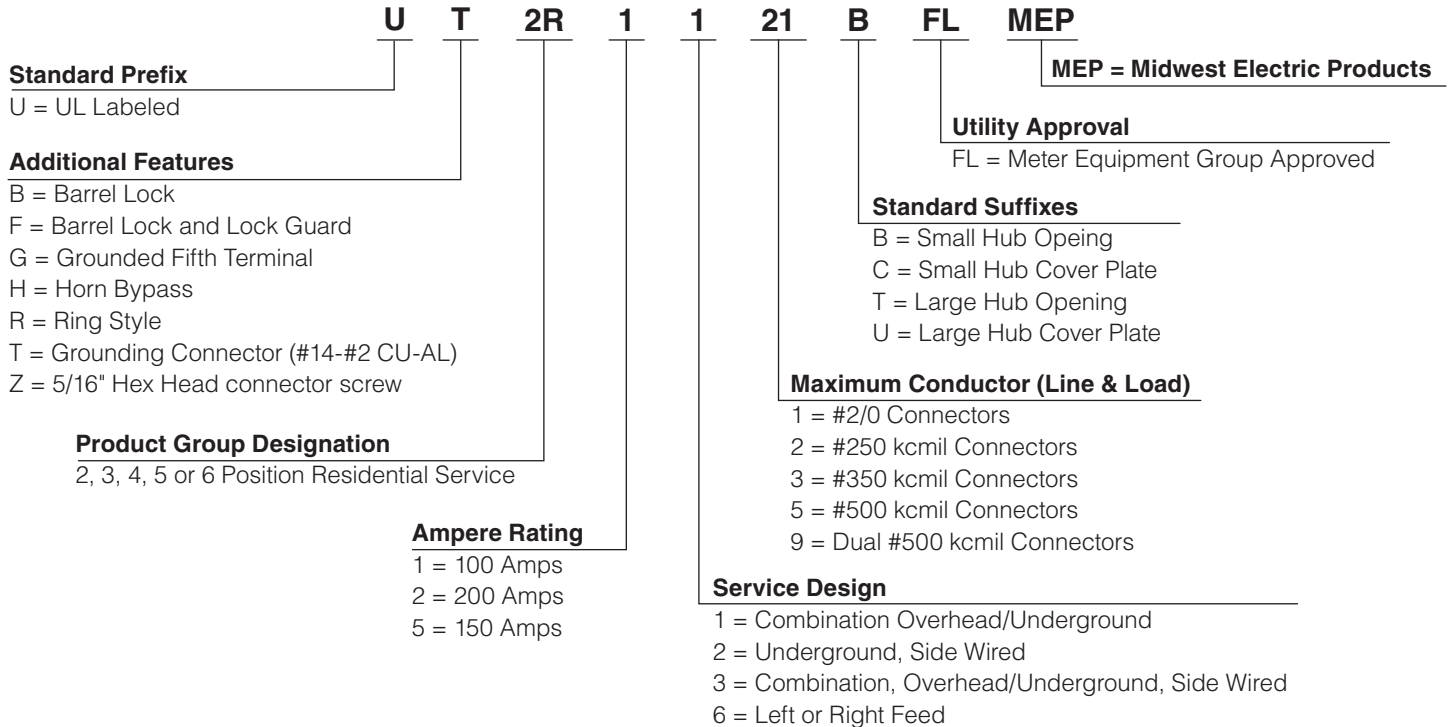 U T 2R 1 1 21 B FL MEP
Standard Prefix
U = UL Labeled
Additional Features
B = Barrel Lock
F = Barrel Lock and Lock Guard
G = Grounded Fifth Terminal
H = Horn Bypass
R = Ring Style
T = Grounding Connector (#14-#2 CU-AL)
Z = 5/16" Hex Head connector screw
Product Group Designation
2, 3, 4, 5 or 6 Position Residential Service
Ampere Rating
1 = 100 Amps
2 = 200 Amps
5 = 150 Amps
MEP = Midwest Electric Products
Utility Approval
FL = Meter Equipment Group Approved
Standard Suffixes
B = Small Hub Opeing
C = Small Hub Cover Plate
T = Large Hub Opening
U = Large Hub Cover Plate
Maximum Conductor (Line & Load)
1 = #2/0 Connectors
2 = #250 kcmil Connectors
3 = #350 kcmil Connectors
5 = #500 kcmil Connectors
9 = Dual #500 kcmil Connectors
Service Design
1 = Combination Overhead/Underground
2 = Underground, Side Wired
3 = Combination, Overhead/Underground, Side Wired
6 = Left or Right Feed